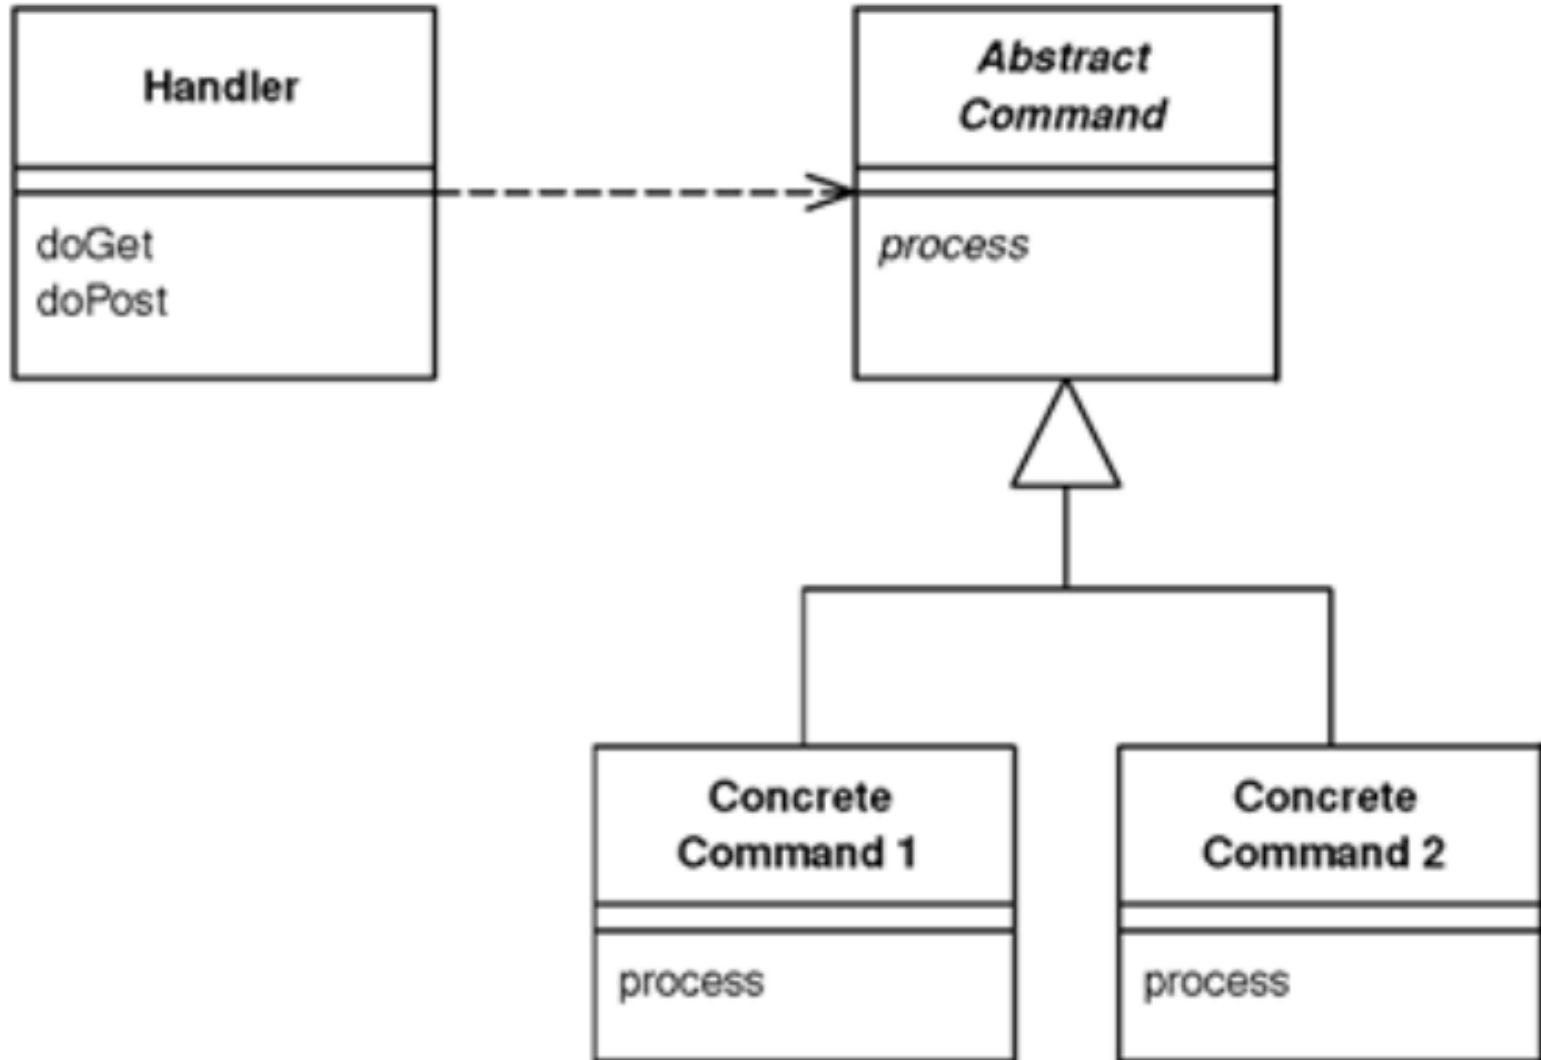 Handler
doGet
doPost
Abstract
Command
process
Concrete
Command 1
process
Concrete
Command 2
process